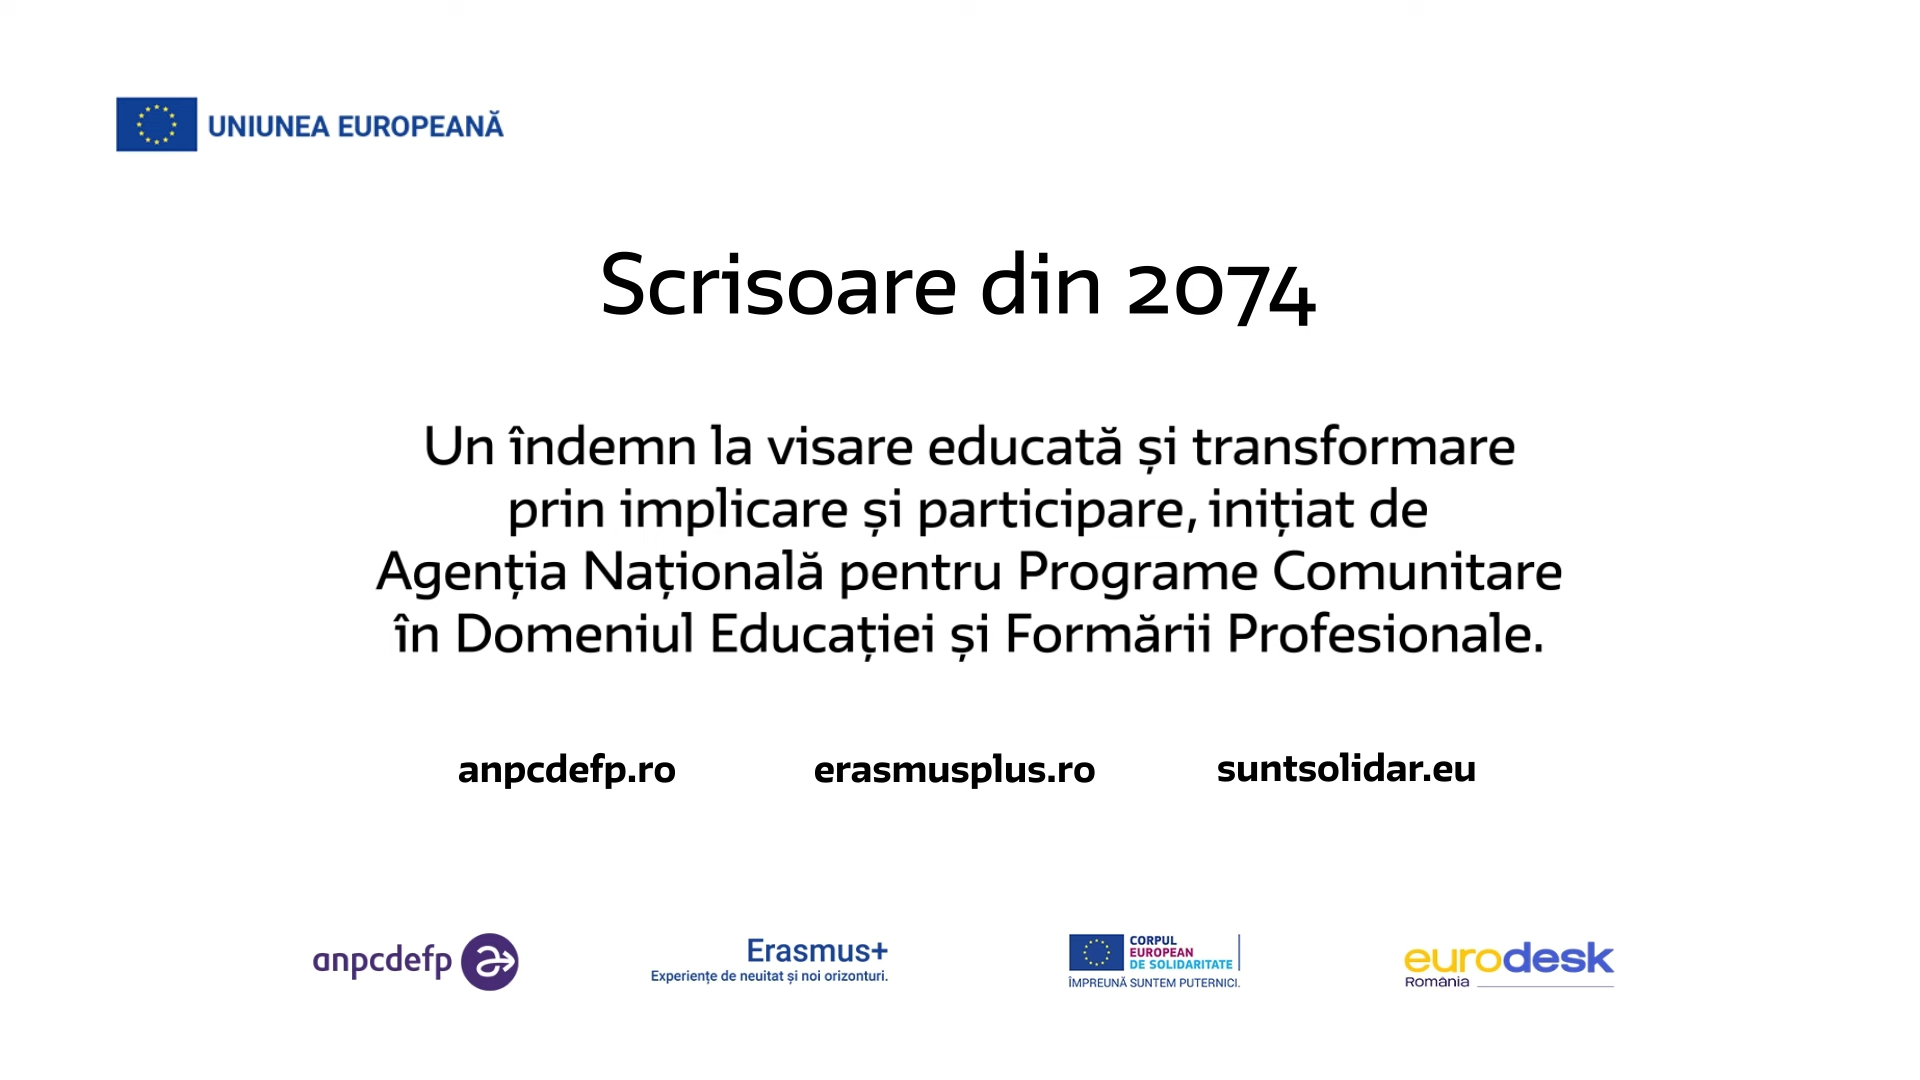 UNIUNEA EUROPEANĂ
Scrisoare din 2074
Un îndemn la visare educată și transformare
prin implicare și participare, inițiat de
Agenția Națională pentru Programe Comunitare
în Domeniul Educației și Formării Profesionale.
anpcdefp.ro
erasmusplus.ro
suntsolidar.eu
anpcdefp
Erasmus+
Experiențe de neuitat și noi orizonturi.
CORPUL
EUROPEAN
DE SOLIDARITATE
ÎMPREUNĂ SUNTEM PUTERNICI.
eurodesk
România